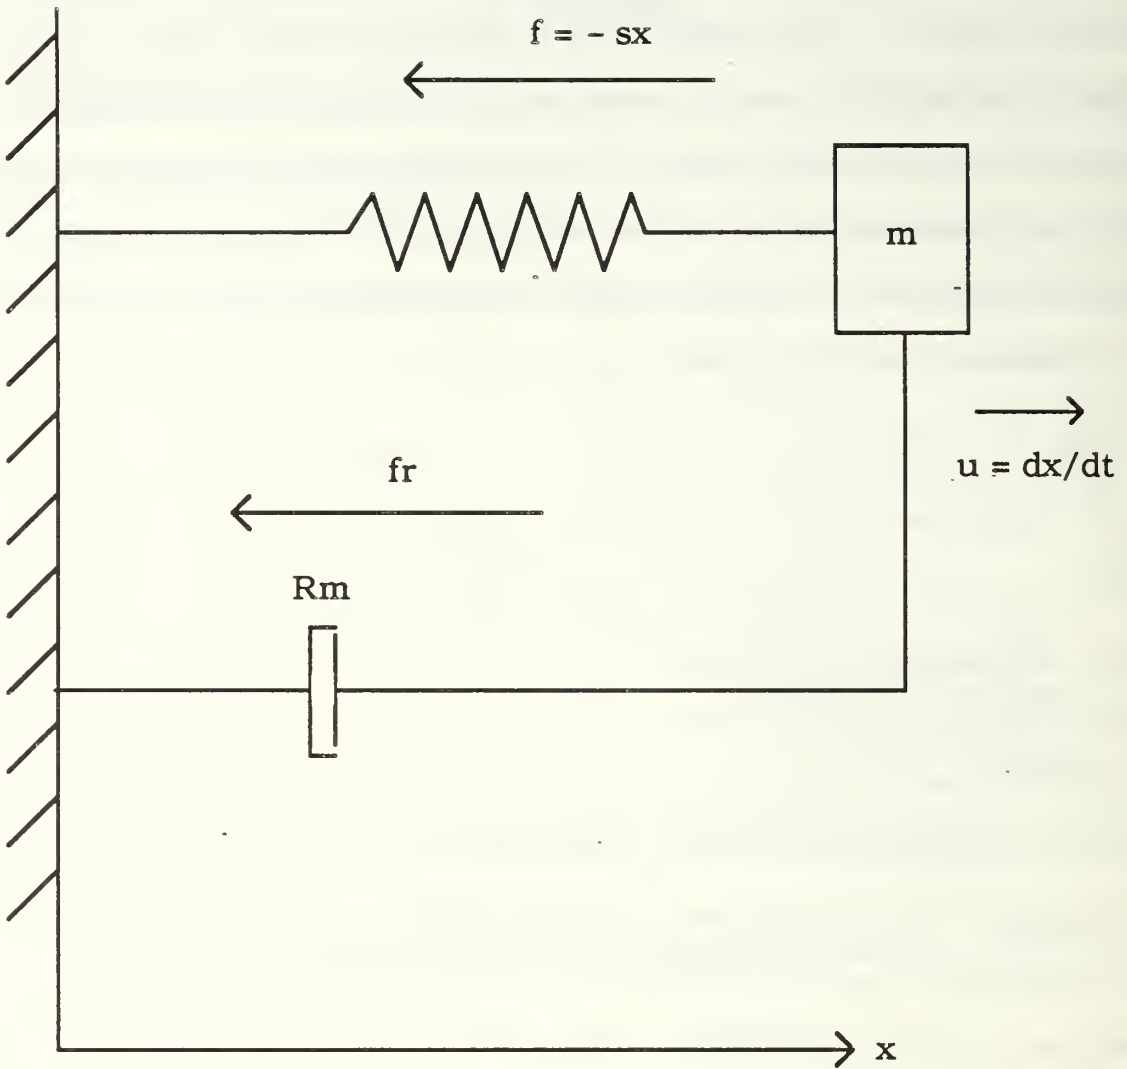 f = - sx
m
u = dx/dt
fr
Rm
x